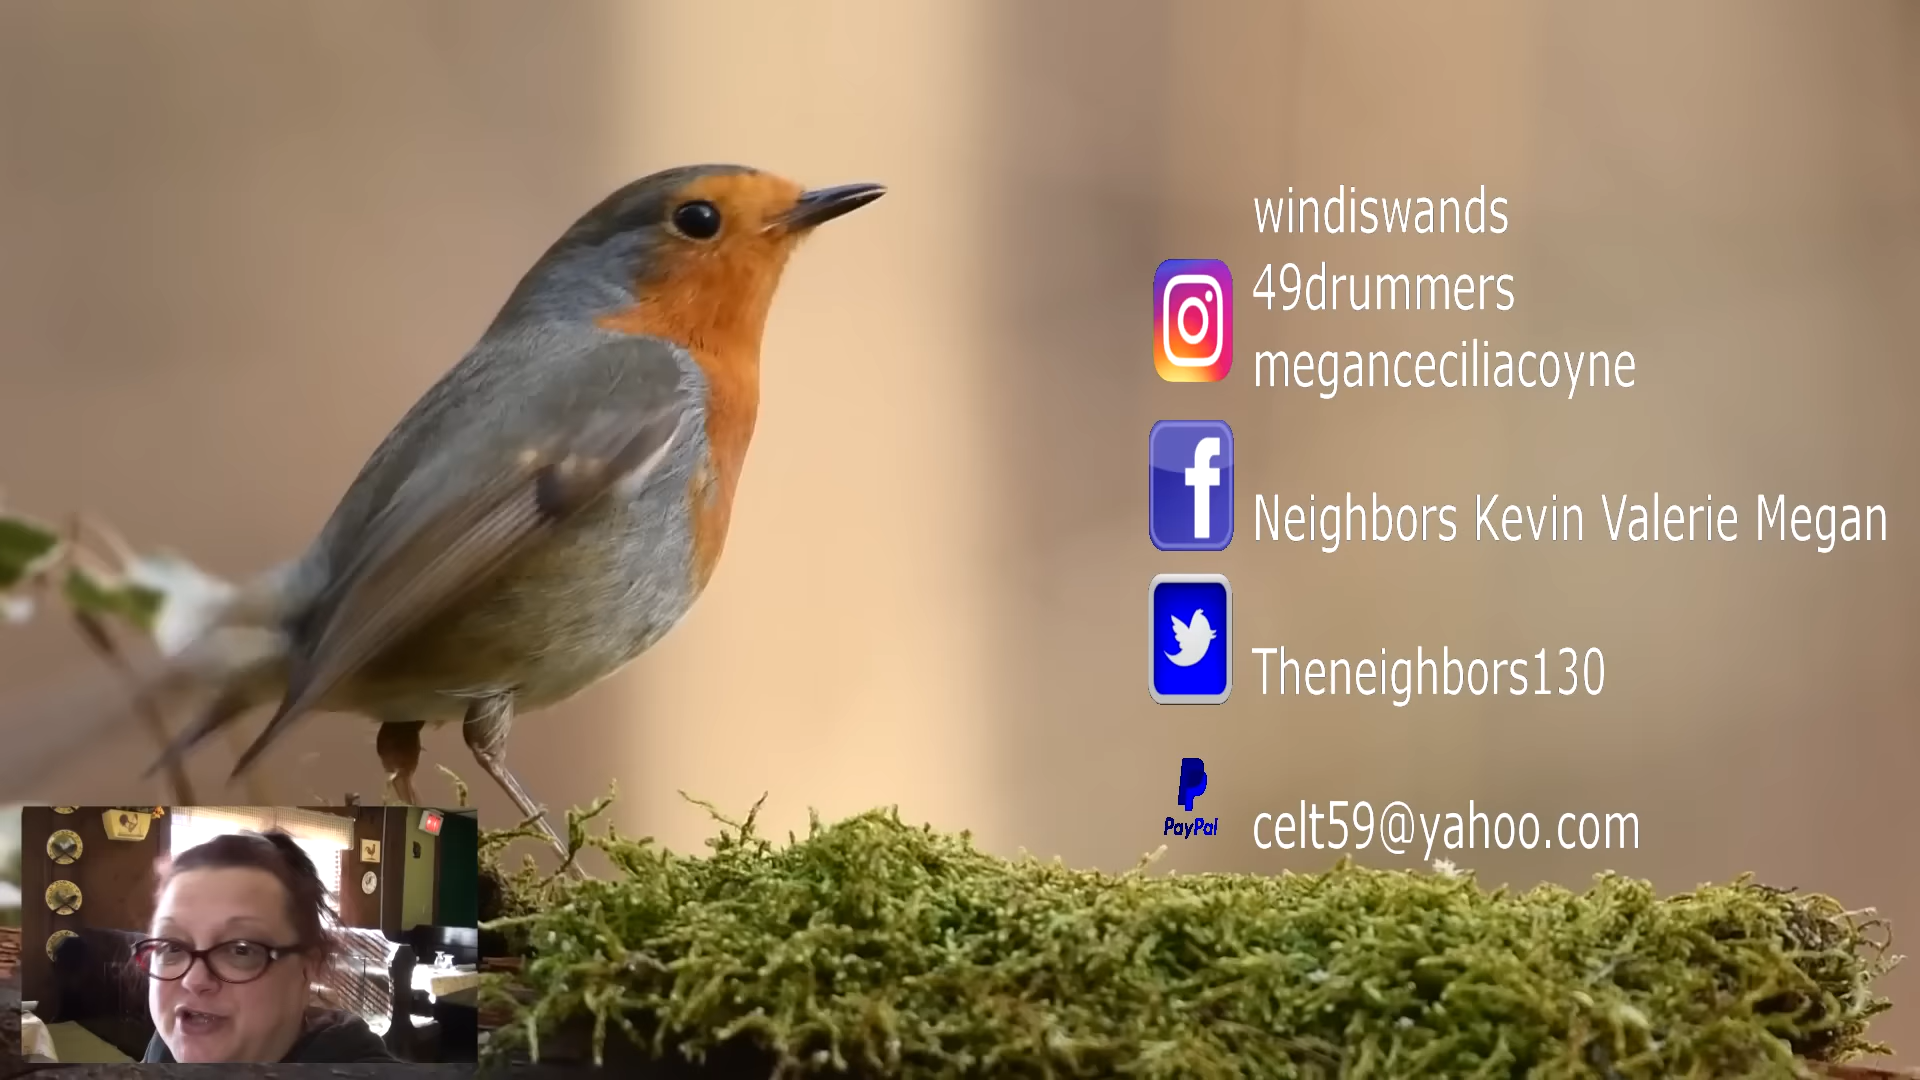 windiswands
49drummers
meganceciliacoyne
Neighbors Kevin Valerie Megan
Theneighbors130
PayPal
celt59@yahoo.com